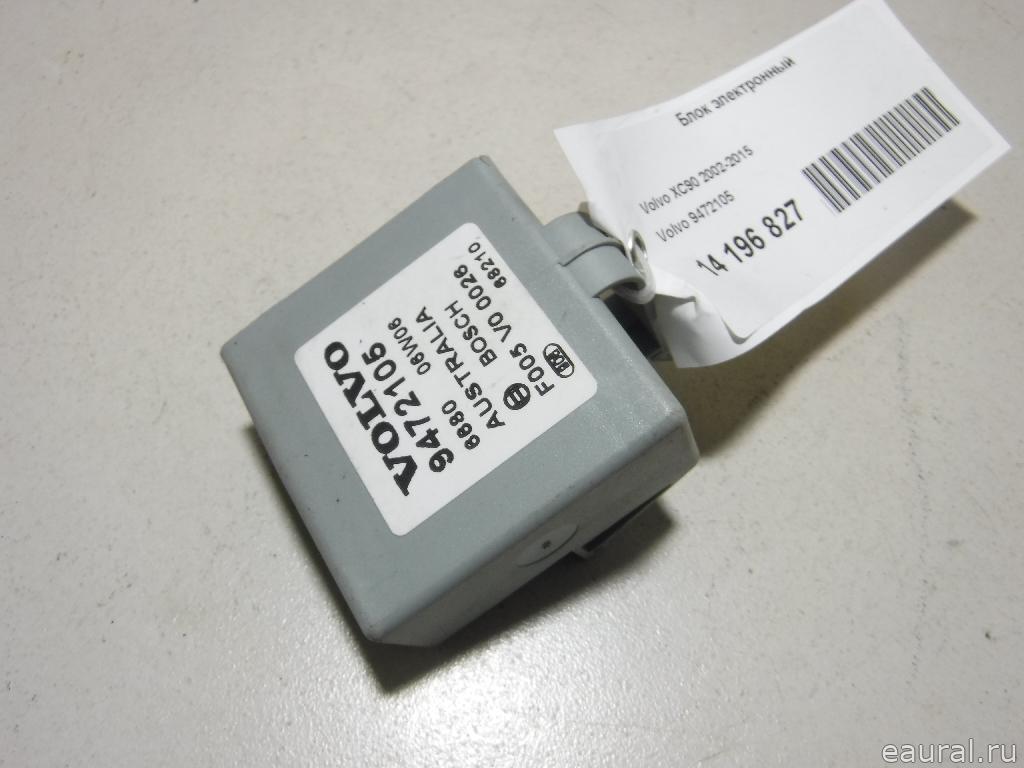 VOLVO
9472105
8680 06W06
AUSTRALIA
BOSCH
F005 V0 0026
68210
Блок электронный
Volvo XC90 2002-2015
Volvo 9472105
14 196 827
eaural.ru